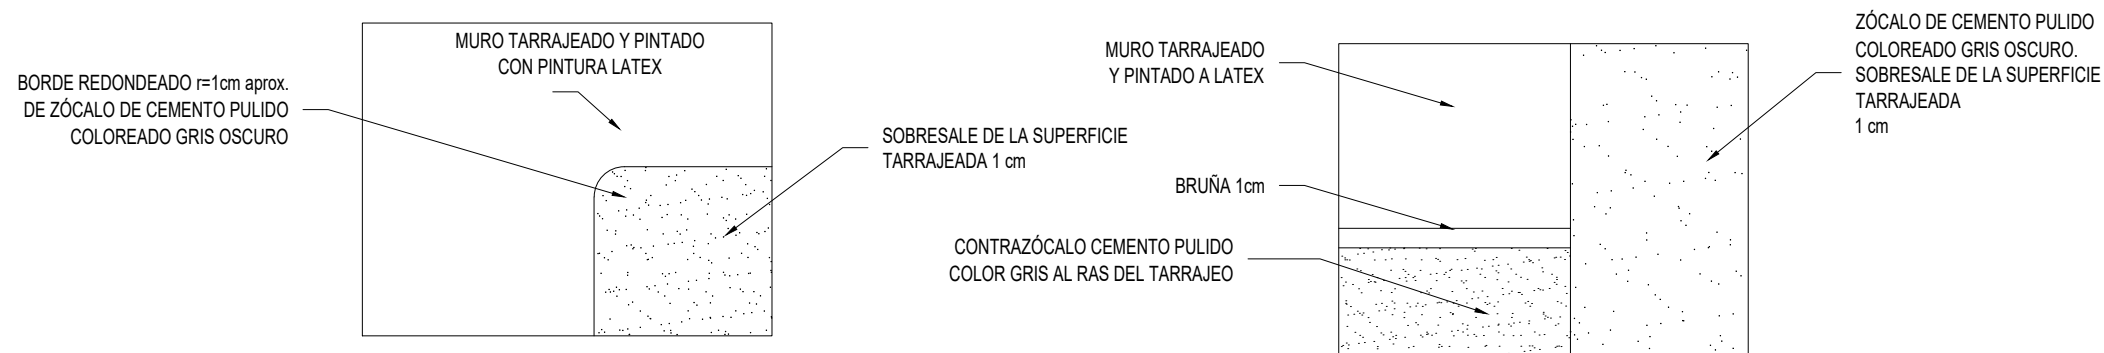 MURO TARRAJEADO Y PINTADO
CON PINTURA LATEX
BORDE REDONDEADO r=1cm aprox.
DE ZÓCALO DE CEMENTO PULIDO
COLOREADO GRIS OSCURO
SOBRESALE DE LA SUPERFICIE
TARRAJEADA 1 cm
MURO TARRAJEADO
Y PINTADO A LATEX
BRUÑA 1cm
CONTRAZÓCALO CEMENTO PULIDO
COLOR GRIS AL RAS DEL TARRAJEO
ZÓCALO DE CEMENTO PULIDO
COLOREADO GRIS OSCURO.
SOBRESALE DE LA SUPERFICIE
TARRAJEADA
1 cm